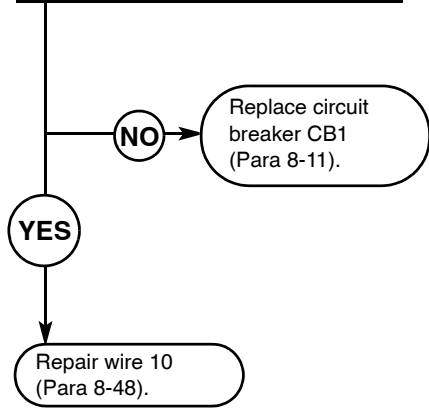 NO
Replace circuit
breaker CB1
(Para 8-11).
YES
Repair wire 10
(Para 8-48).